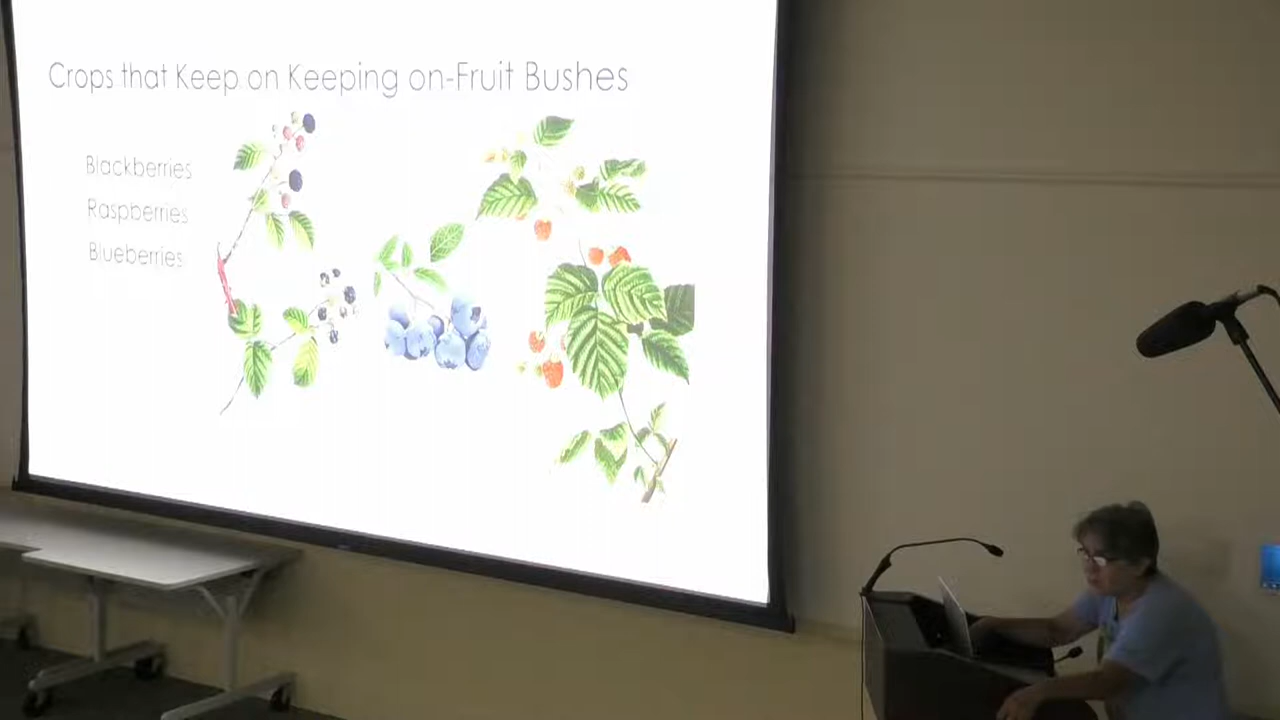 Crops that Keep on Keeping on-Fruit Bushes
Blackberries
Raspberries
Blueberries